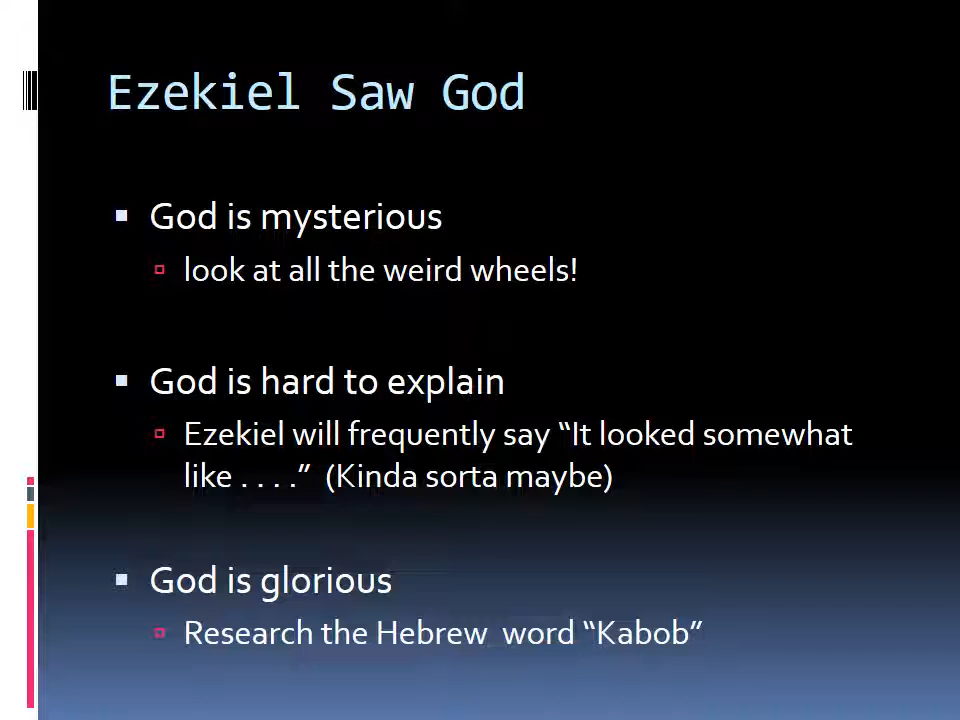 Ezekiel Saw God
God is mysterious
look at all the weird wheels!
God is hard to explain
Ezekiel will frequently say “It looked somewhat
like . . . .”  (Kinda sorta maybe)
God is glorious
Research the Hebrew  word “Kabob”